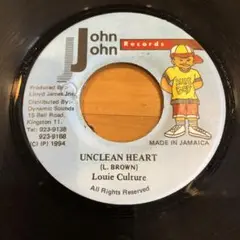 John
John
Records
Produced By:
Lloyd James Inc.
Distributed By:
Dynamic Sounds
15 Bell Road.
Kingston 11.
Tel: 923-9138
923-9168
(C) (P) 1994
MADE IN JAMAICA
UNCLEAN HEART
(L. BROWN)
Louie Culture
All Rights Reserved